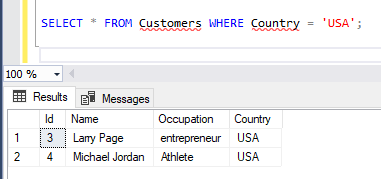 SELECT * FROM Customers WHERE Country = 'USA';
100 %
Results Messages
Id Name Occupation Country
1 3 Larry Page entrepreneur USA
2 4 Michael Jordan Athlete USA